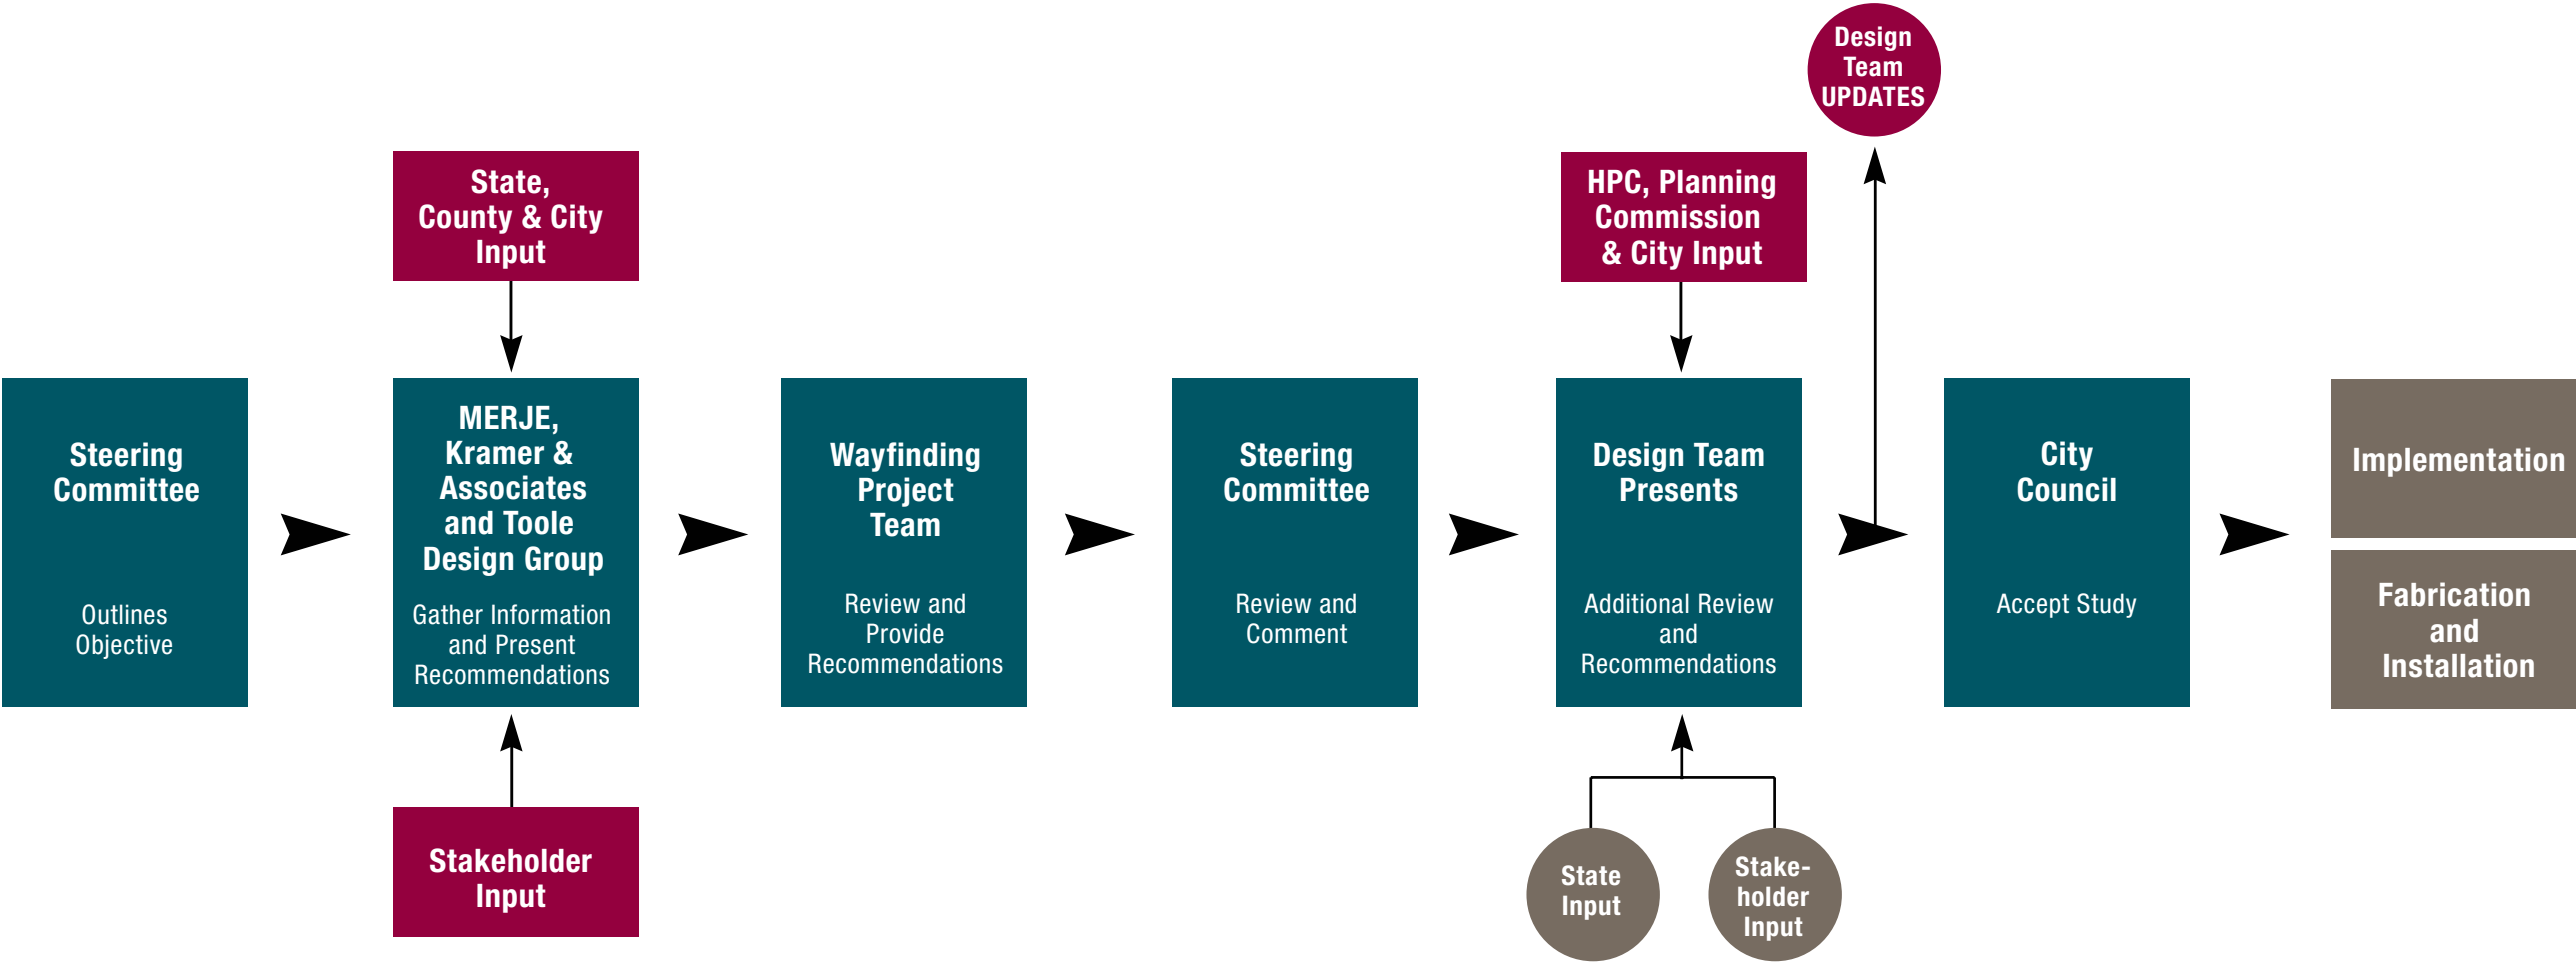 Design
Team
UPDATES
State,
County & City
Input
HPC, Planning
Commission
& City Input
Steering
Committee
Outlines
Objective
MERJE,
Kramer &
Associates
and Toole
Design Group
Gather Information
and Present
Recommendations
Wayfinding
Project
Team
Review and
Provide
Recommendations
Steering
Committee
Review and
Comment
Design Team
Presents
Additional Review
and
Recommendations
City
Council
Accept Study
Implementation
Fabrication
and
Installation
Stakeholder
Input
State
Input
Stake-
holder
Input